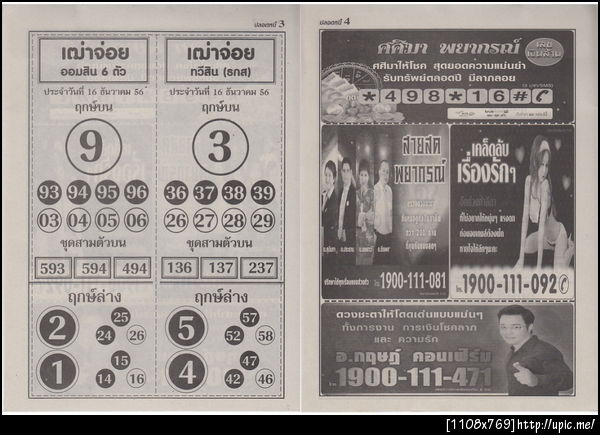 ปลดหนี้ 3
เฒ่าจ่อย
ออมสิน 6 ตัว
ประจำวันที่ 16 ธันวาคม 56
ฤกษ์บน
9
93 94 95 96
03 04 05 06
ชุดสามตัวบน
593 594 494
ฤกษ์ล่าง
2 25 24 26
1 15 14 16
เฒ่าจ่อย
ทวีสิน (ธกส)
ประจำวันที่ 16 ธันวาคม 56
ฤกษ์บน
3
36 37 38 39
26 27 28 29
ชุดสามตัวบน
136 137 237
ฤกษ์ล่าง
5 57 52 58
4 47 42 46
ปลดหนี้ 4
ศศิมา พยากรณ์
ศศิมาให้โชค สุดยอดความแม่นยำ
รับทรัพย์ตลอดปี มีลาภลอย
*498*16#
สายสด
พยากรณ์
โทร. 1900-111-081
เคล็ดลับ
เรื่องรักๆ
โทร. 1900-111-092
ดวงชะตาให้โดดเด่นแบบแม่นๆ
ทั้งการงาน การเงินโชคลาภ
และ ความรัก
อ.กฤษฎ์ คอนเฟิร์ม
1900-111-471
[1108x769]http://upic.me/